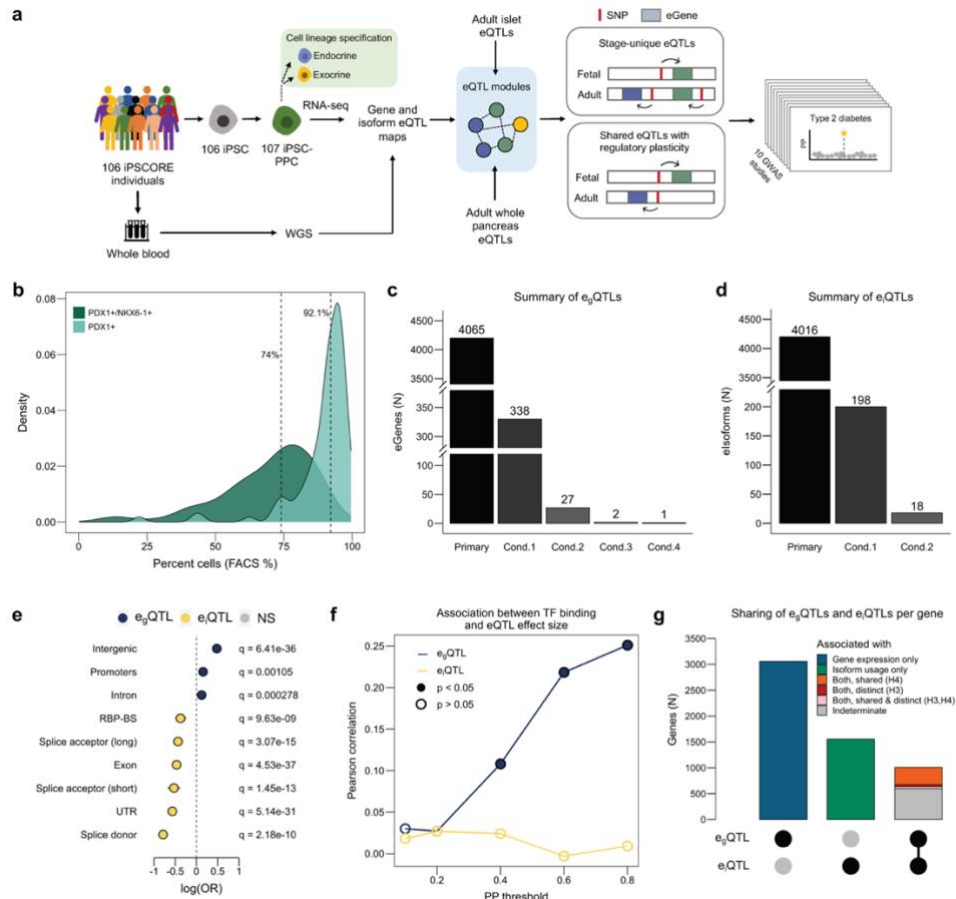 a
Cell lineage specification
Endocrine
Exocrine
106 iPSCORE
individuals
106 iPSC
107 iPSC-
PPC
RNA-seq
Gene and
isoform eQTL
maps
Whole blood
WGS
Adult islet
eQTLs
eQTL modules
Adult whole
pancreas
eQTLs
SNP
eGene
Stage-unique eQTLs
Fetal
Adult
Shared eQTLs with
regulatory plasticity
Fetal
Adult
10 GWAS
studies
Type 2 diabetes
PP
b
PDX1+/NKX6-1+
PDX1+
92.1%
74%
0.08
0.06
0.04
0.02
0.00
Density
0
25
50
75
100
Percent cells (FACS %)
c
Summary of egQTLs
eGenes (N)
4500
4000
3500
350
300
100
50
0
4065
338
27
2
1
Primary
Cond.1
Cond.2
Cond.3
Cond.4
d
Summary of eiQTLs
eIsoforms (N)
4500
4000
3500
200
150
100
50
0
4016
198
18
Primary
Cond.1
Cond.2
e
egQTL
eiQTL
NS
Intergenic
q = 6.41e-36
Promoters
q = 0.00105
Intron
q = 0.000278
RBP-BS
q = 9.63e-09
Splice acceptor (long)
q = 3.07e-15
Exon
q = 4.53e-37
Splice acceptor (short)
q = 1.45e-13
UTR
q = 5.14e-31
Splice donor
q = 2.18e-10
-1
-0.5
0
0.5
1
log(OR)
f
Association between TF binding
and eQTL effect size
egQTL
eiQTL
p < 0.05
p > 0.05
Pearson correlation
0.25
0.20
0.15
0.10
0.05
0.00
0.2
0.4
0.6
0.8
PP threshold
g
Sharing of egQTLs and eiQTLs per gene
Associated with
Gene expression only
Isoform usage only
Both, shared (H4)
Both, distinct (H3)
Both, shared & distinct (H3,H4)
Indeterminate
Genes (N)
3500
3000
2500
2000
1500
1000
500
0
egQTL
eiQTL